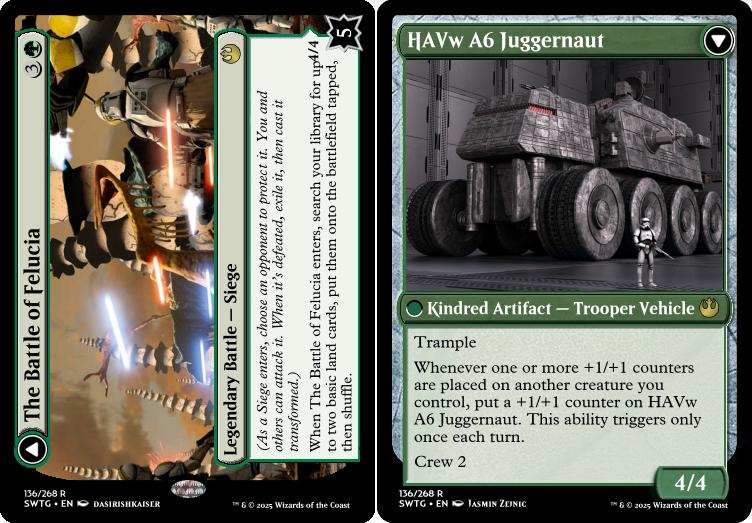 The Battle of Felucia
3
Legendary Battle — Siege
(As a Siege enters, choose an opponent to protect it. You and
others can attack it. When it's defeated, exile it, then cast it
transformed.)
When The Battle of Felucia enters, search your library for up
to two basic land cards, put them onto the battlefield tapped,
then shuffle.
4/4
5
136/268 R
SWTG • EN DASIRISHKAISER
™ & © 2025 Wizards of the Coast
HAVw A6 Juggernaut
Kindred Artifact — Trooper Vehicle
Trample
Whenever one or more +1/+1 counters
are placed on another creature you
control, put a +1/+1 counter on HAVw
A6 Juggernaut. This ability triggers only
once each turn.
Crew 2
4/4
136/268 R
SWTG • EN JASMIN ZEJNIC
™ & © 2025 Wizards of the Coast